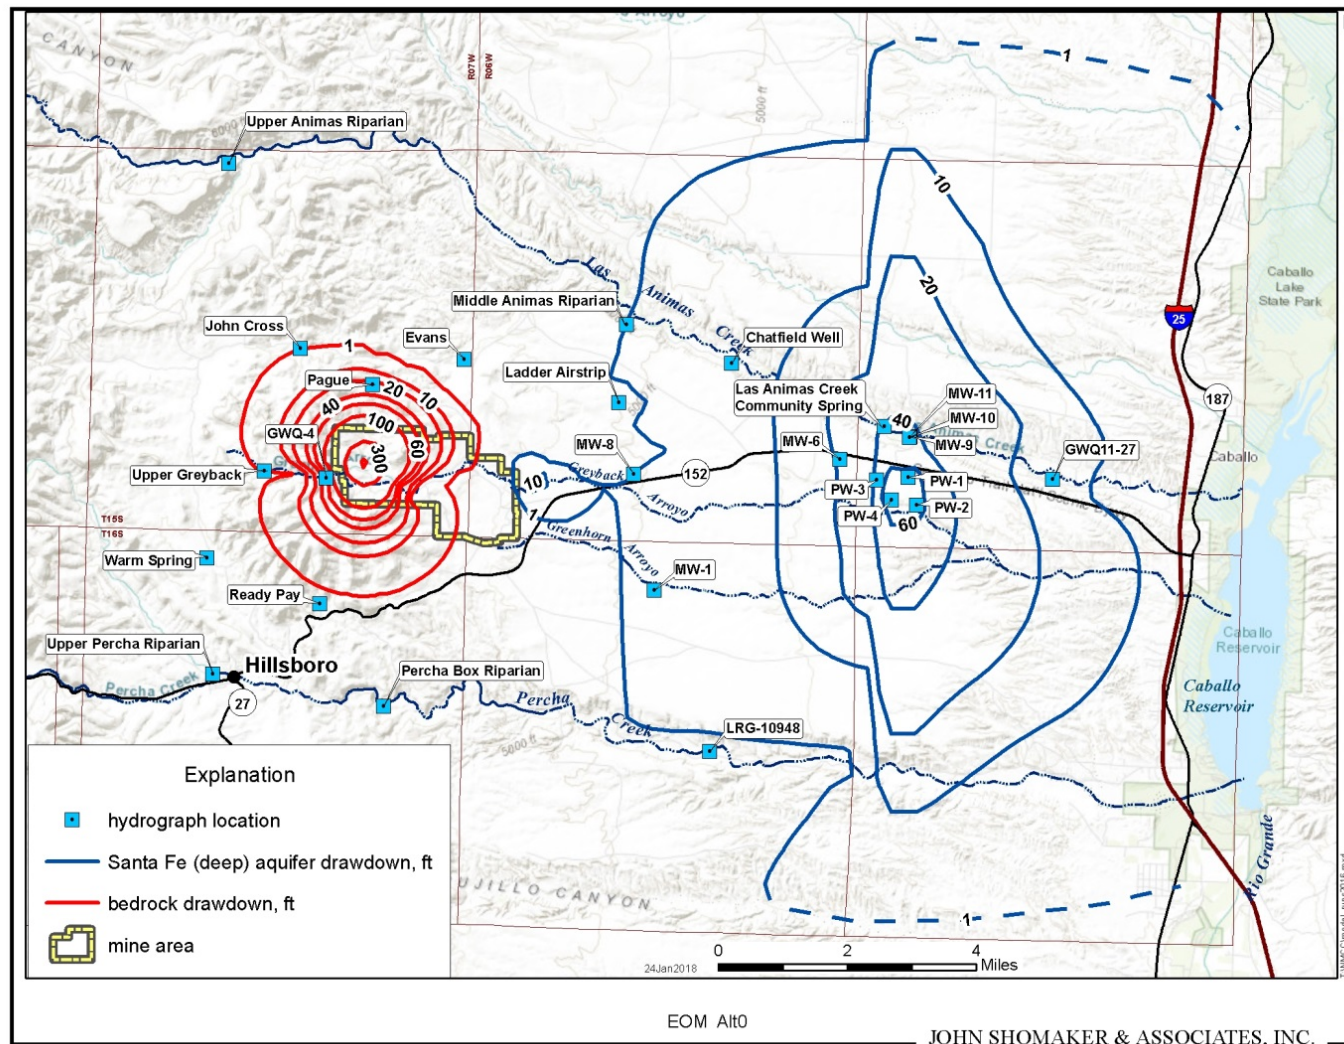 CANYON
6000 ft
R07W
R06W
5000 ft
1
Upper Animas Riparian
10
Las
Animas
Creek
Middle Animas Riparian
20
Caballo
Lake
State Park
25
John Cross
1
Evans
Chatfield Well
Ladder Airstrip
Pague
20
10
40
100
Las Animas Creek
Community Spring
40
MW-11
MW-10
MW-9
187
GWQ-4
60
300
MW-8
MW-6
Animas Creek
GWQ11-27
Caballo
Upper Greyback
Greyback
152
10
PW-3
PW-1
PW-4
PW-2
60
Arroyo
1
T15S
T16S
Greenhorn
Arroyo
Warm Spring
MW-1
Ready Pay
Upper Percha Riparian
Hillsboro
Caballo
Reservoir
Percha Creek
27
Percha Box Riparian
Percha
Creek
Caballo
Reservoir
LRG-10948
5000 ft
Rio Grande
UJILLO CANYON
1
Explanation
hydrograph location
Santa Fe (deep) aquifer drawdown, ft
bedrock drawdown, ft
mine area
0 2 4
Miles
24Jan2018
EOM Alt0
JOHN SHOMAKER & ASSOCIATES, INC.